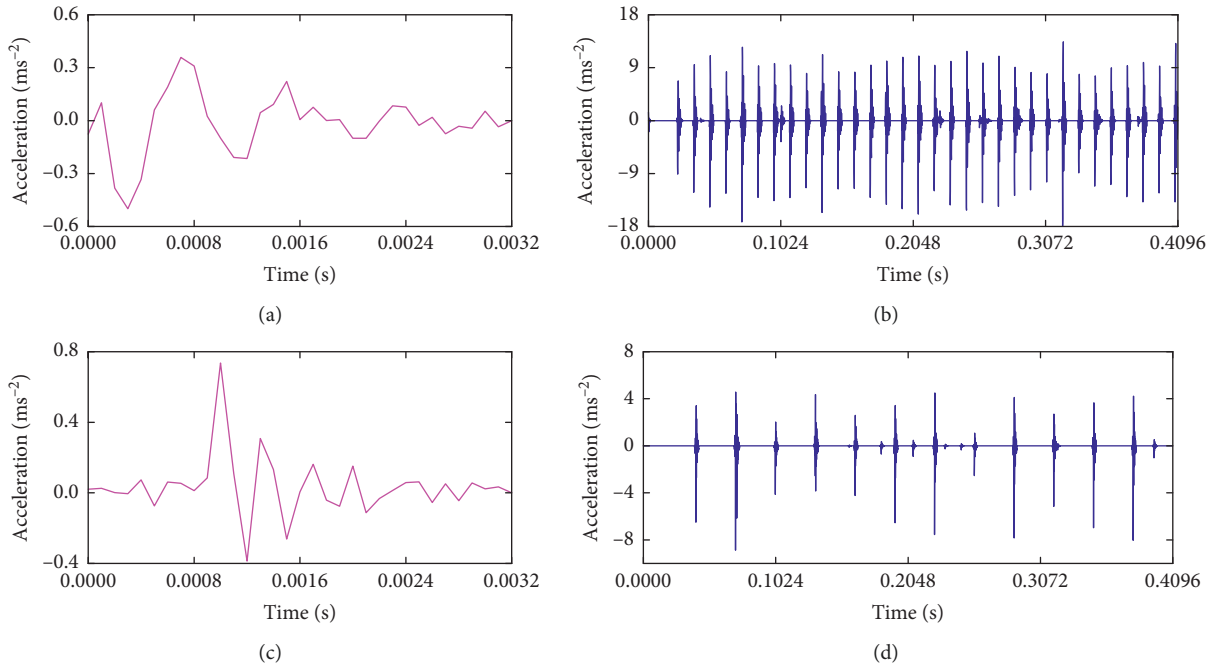 Acceleration (ms⁻²)
0.6
0.3
0.0
−0.3
−0.6
0.0000 0.0008 0.0016 0.0024 0.0032
Time (s)
(a)
Acceleration (ms⁻²)
18
9
0
−9
−18
0.0000 0.1024 0.2048 0.3072 0.4096
Time (s)
(b)
Acceleration (ms⁻²)
0.8
0.4
0.0
−0.4
0.0000 0.0008 0.0016 0.0024 0.0032
Time (s)
(c)
Acceleration (ms⁻²)
8
4
0
−4
−8
0.0000 0.1024 0.2048 0.3072 0.4096
Time (s)
(d)